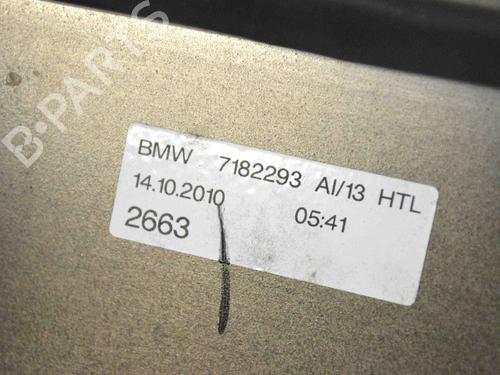 B-PARTS
BMW 7182293 AI/13 HTL
14.10.2010 05:41
2663